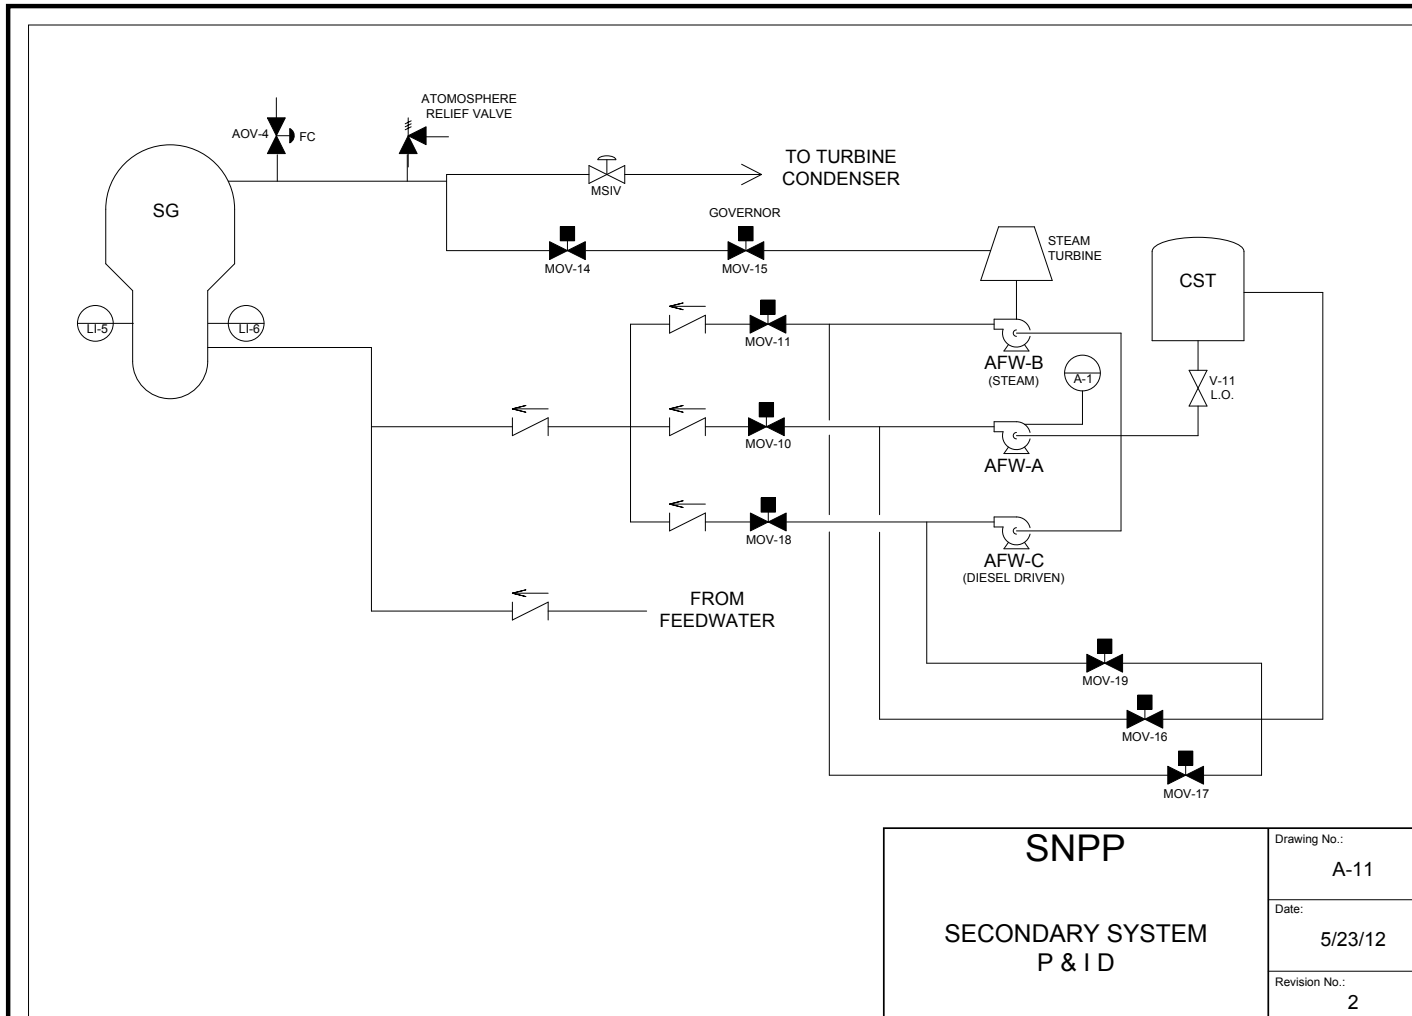 ATOMOSPHERE
RELIEF VALVE
AOV-4
FC
TO TURBINE
CONDENSER
MSIV
SG
GOVERNOR
STEAM
TURBINE
MOV-14
MOV-15
CST
LI-5
LI-6
MOV-11
AFW-B
(STEAM)
A-1
V-11
L.O.
MOV-10
AFW-A
MOV-18
AFW-C
(DIESEL DRIVEN)
FROM
FEEDWATER
MOV-19
MOV-16
MOV-17
SNPP
SECONDARY SYSTEM
P & I D
Drawing No.:
A-11
Date:
5/23/12
Revision No.:
2